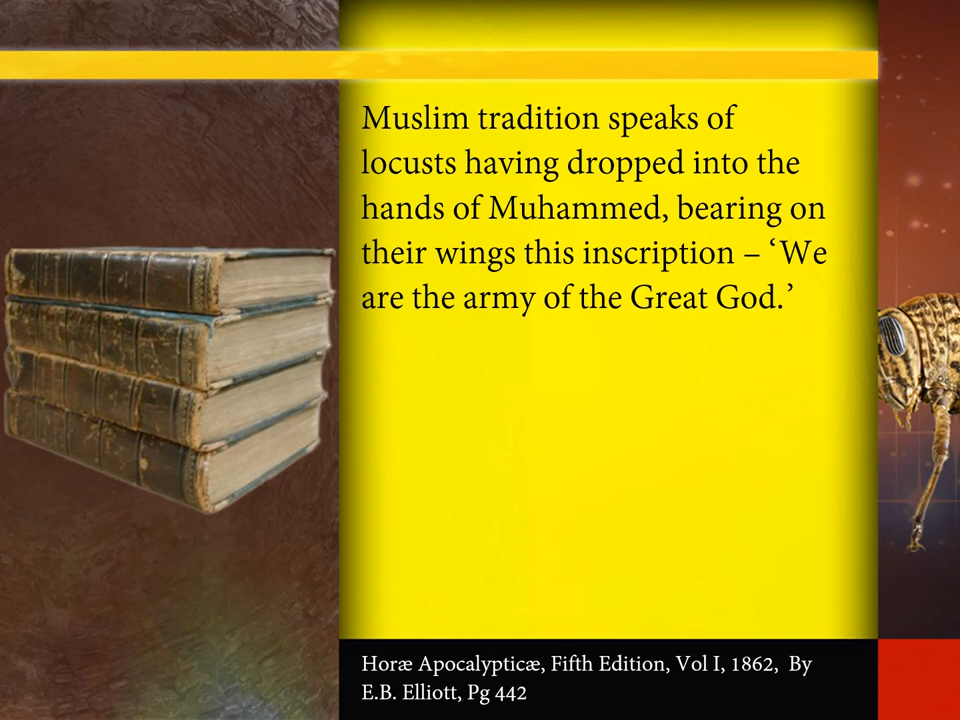 Muslim tradition speaks of
locusts having dropped into the
hands of Muhammed, bearing on
their wings this inscription – ‘We
are the army of the Great God.’
Horæ Apocalypticæ, Fifth Edition, Vol I, 1862, By
E.B. Elliott, Pg 442